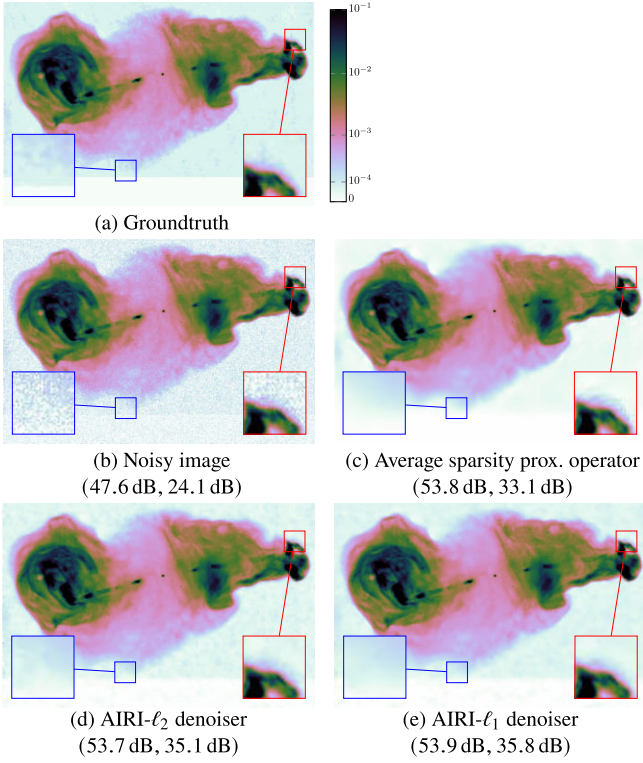 10⁻¹
10⁻²
10⁻³
10⁻⁴
0
(a) Groundtruth
(b) Noisy image
(47.6 dB, 24.1 dB)
(c) Average sparsity prox. operator
(53.8 dB, 33.1 dB)
(d) AIRI-ℓ₂ denoiser
(53.7 dB, 35.1 dB)
(e) AIRI-ℓ₁ denoiser
(53.9 dB, 35.8 dB)